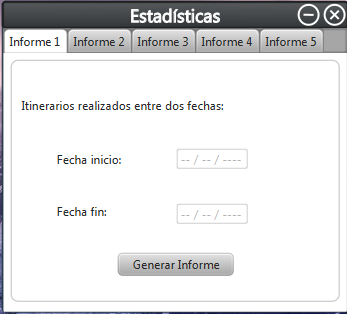 Estadísticas
Informe 1 Informe 2 Informe 3 Informe 4 Informe 5
Itinerarios realizados entre dos fechas:
Fecha inicio: -- / -- / ----
Fecha fin: -- / -- / ----
Generar Informe